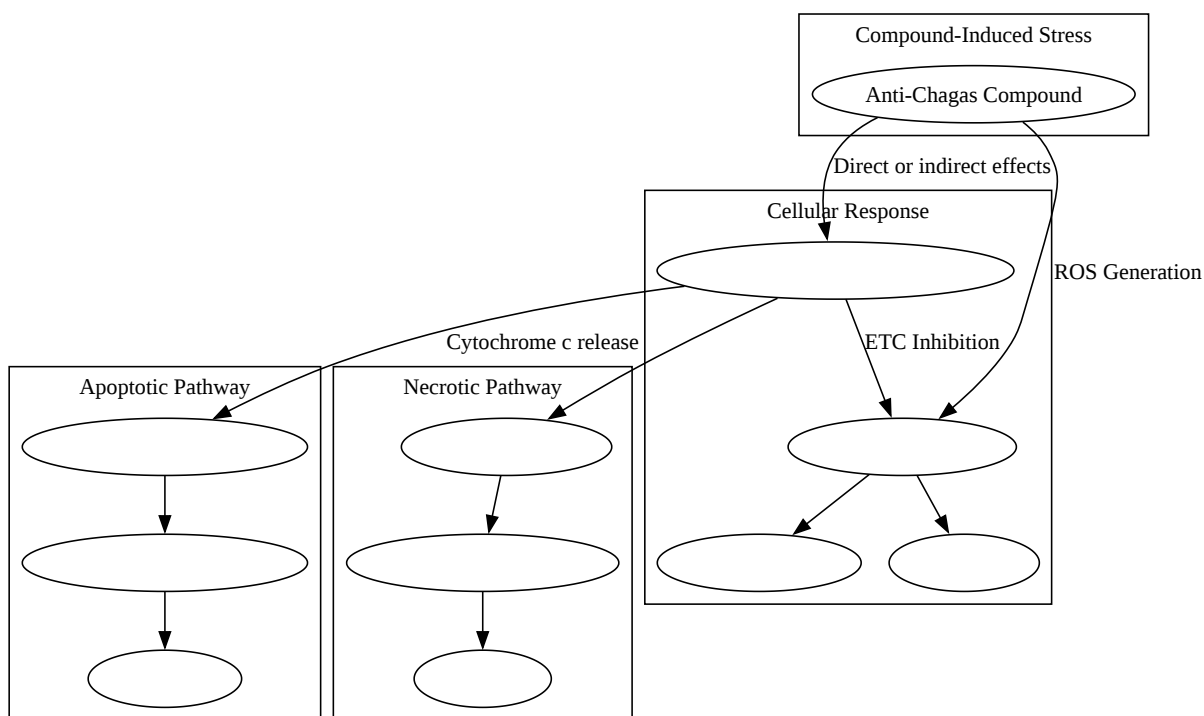 Compound-Induced Stress
Anti-Chagas Compound
Direct or indirect effects
Cellular Response
ROS Generation
Cytochrome c release
ETC Inhibition
Apoptotic Pathway
Necrotic Pathway